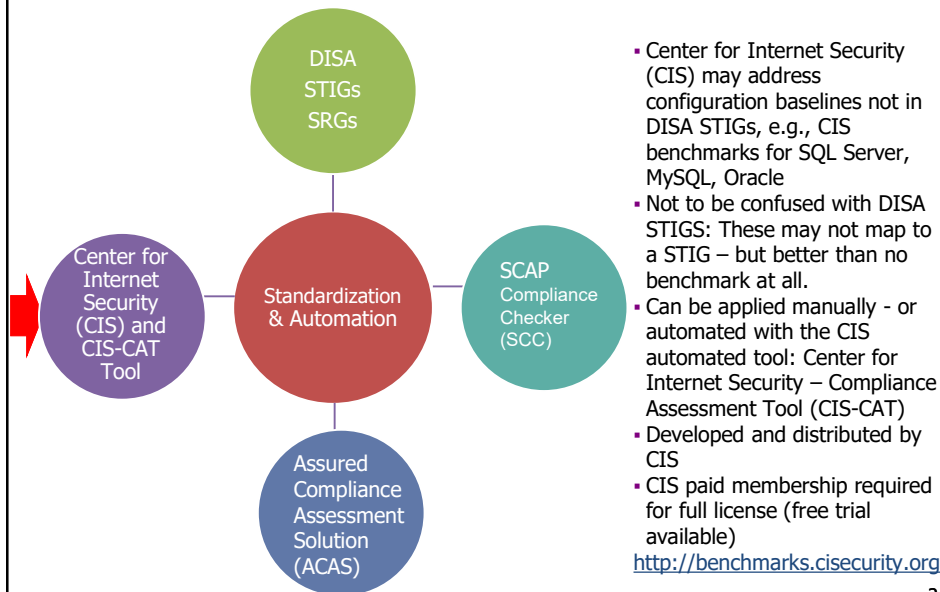 DISA
STIGs
SRGs
Center for
Internet
Security
(CIS) and
CIS-CAT
Tool
Standardization
& Automation
SCAP
Compliance
Checker
(SCC)
Assured
Compliance
Assessment
Solution
(ACAS)
▪ Center for Internet Security
(CIS) may address
configuration baselines not in
DISA STIGs, e.g., CIS
benchmarks for SQL Server,
MySQL, Oracle
▪ Not to be confused with DISA
STIGS: These may not map to
a STIG – but better than no
benchmark at all.
▪ Can be applied manually - or
automated with the CIS
automated tool: Center for
Internet Security – Compliance
Assessment Tool (CIS-CAT)
▪ Developed and distributed by
CIS
▪ CIS paid membership required
for full license (free trial
available)
http://benchmarks.cisecurity.org